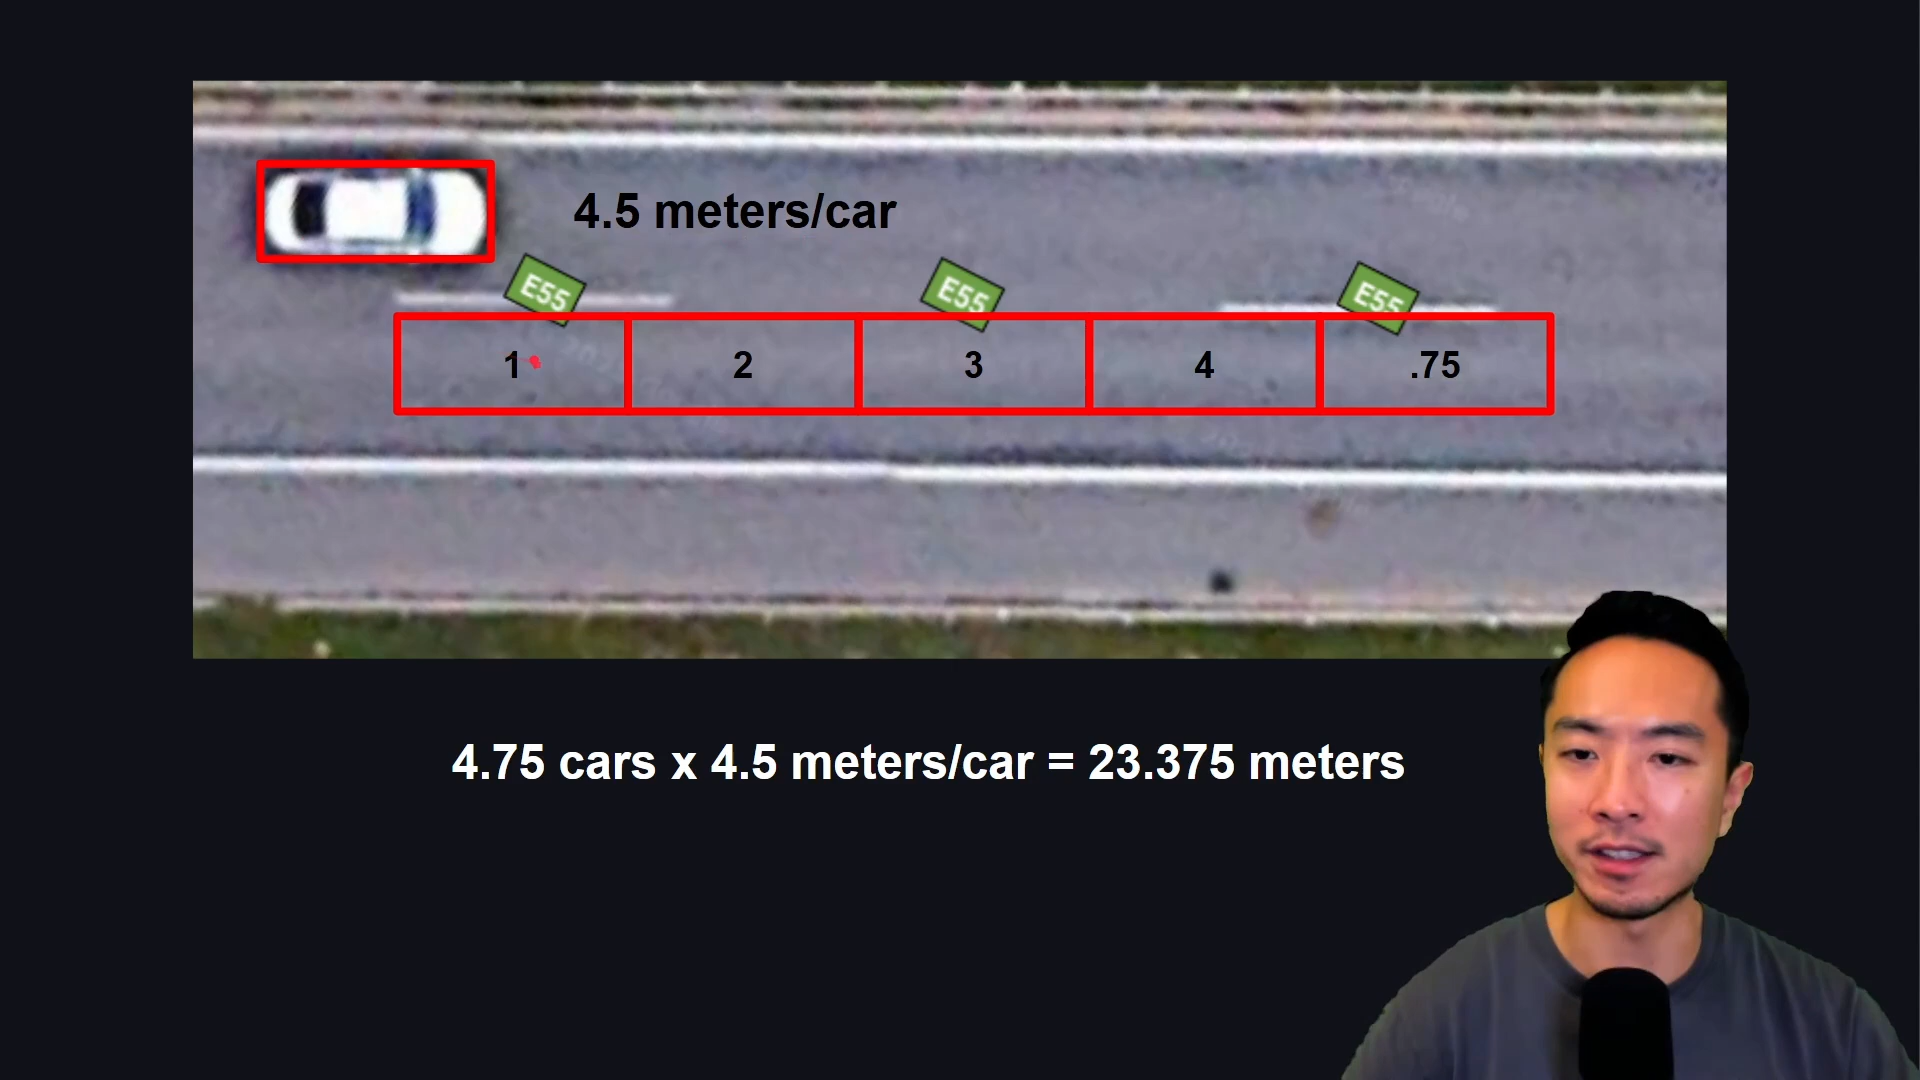 4.5 meters/car
E55
E55
E55
1
2
3
4
.75
4.75 cars x 4.5 meters/car = 23.375 meters